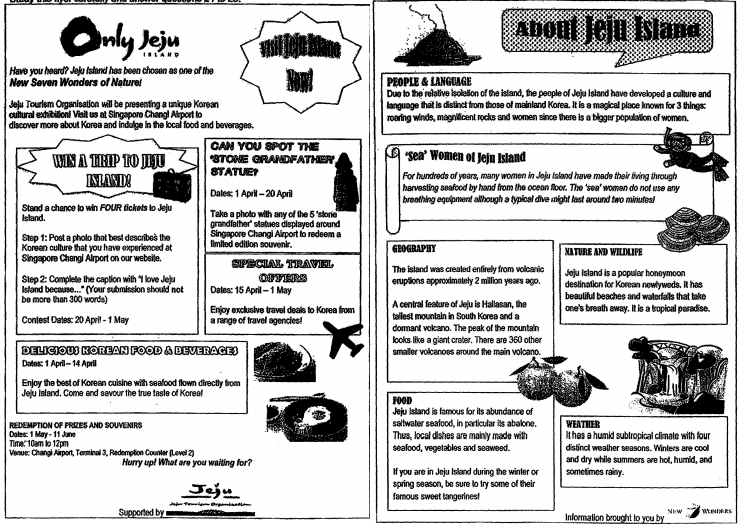 Study this flyer carefully and answer questions 21 to 28.
Only Jeju
ISLAND
Visit Jeju Island
Now!
Have you heard? Jeju Island has been chosen as one of the
New Seven Wonders of Nature!
Jeju Tourism Organisation will be presenting a unique Korean
cultural exhibition! Visit us at Singapore Changi Airport to
discover more about Korea and indulge in the local food and beverages.
WIN A TRIP TO JEJU
ISLAND!
Stand a chance to win FOUR tickets to Jeju
Island.
Step 1: Post a photo that best describes the
Korean culture that you have experienced at
Singapore Changi Airport on our website.
Step 2: Complete the caption with "I love Jeju
Island because..." (Your submission should not
be more than 300 words)
Contest Dates: 20 April - 1 May
CAN YOU SPOT THE
'STONE GRANDFATHER'
STATUE?
Dates: 1 April – 20 April
Take a photo with any of the 5 'stone
grandfather' statues displayed around
Singapore Changi Airport to redeem a
limited edition souvenir.
SPECIAL TRAVEL
OFFERS
Dates: 15 April – 1 May
Enjoy exclusive travel deals to Korea from
a range of travel agencies!
DELICIOUS KOREAN FOOD & BEVERAGES
Dates: 1 April – 14 April
Enjoy the best of Korean cuisine with seafood flown directly from
Jeju Island. Come and savour the true taste of Korea!
REDEMPTION OF PRIZES AND SOUVENIRS
Dates: 1 May - 11 June
Time: 10am to 12pm
Venue: Changi Airport, Terminal 3, Redemption Counter (Level 2)
Hurry up! What are you waiting for?
Jeju
Jeju Tourism Organisation
Supported by
About Jeju Island
PEOPLE & LANGUAGE
Due to the relative isolation of the island, the people of Jeju Island have developed a culture and
language that is distinct from those of mainland Korea. It is a magical place known for 3 things:
roaring winds, magnificent rocks and women since there is a bigger population of women.
'Sea' Women of Jeju Island
For hundreds of years, many women in Jeju Island have made their living through
harvesting seafood by hand from the ocean floor. The 'sea' women do not use any
breathing equipment although a typical dive might last around two minutes!
GEOGRAPHY
The island was created entirely from volcanic
eruptions approximately 2 million years ago.
A central feature of Jeju is Hallasan, the
tallest mountain in South Korea and a
dormant volcano. The peak of the mountain
looks like a giant crater. There are 360 other
smaller volcanoes around the main volcano.
NATURE AND WILDLIFE
Jeju Island is a popular honeymoon
destination for Korean newlyweds. It has
beautiful beaches and waterfalls that take
one's breath away. It is a tropical paradise.
FOOD
Jeju Island is famous for its abundance of
saltwater seafood, in particular its abalone.
Thus, local dishes are mainly made with
seafood, vegetables and seaweed.
If you are in Jeju Island during the winter or
spring season, be sure to try some of their
famous sweet tangerines!
WEATHER
It has a humid subtropical climate with four
distinct weather seasons. Winters are cool
and dry while summers are hot, humid, and
sometimes rainy.
Information brought to you by NEW 7 WONDERS